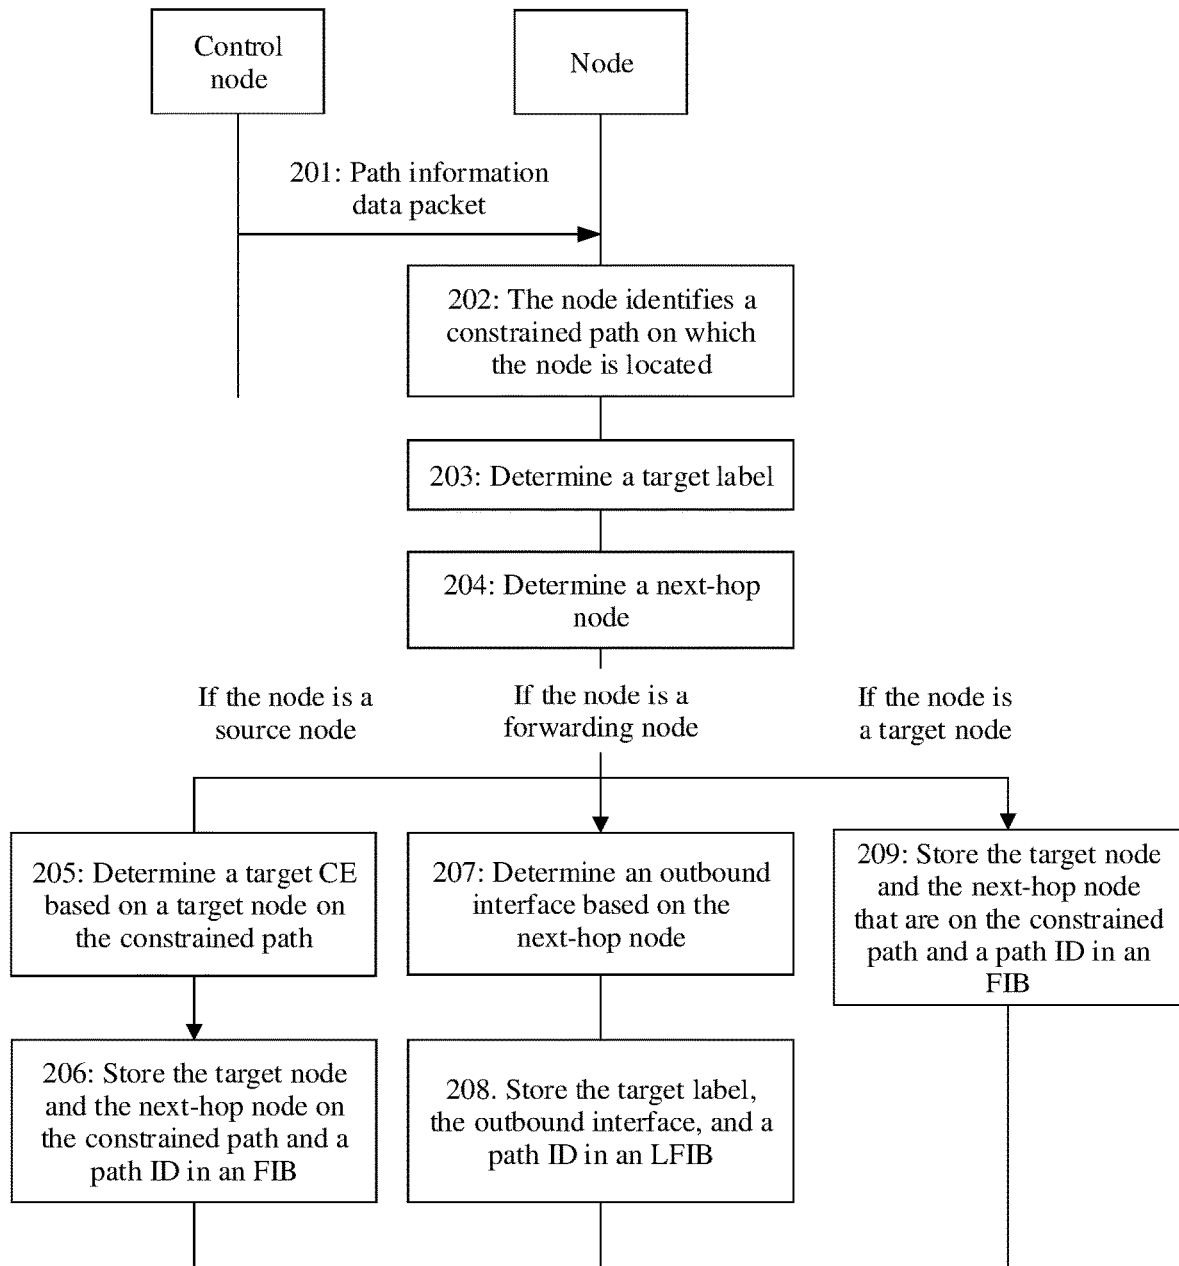 Control
node
Node
201: Path information
data packet
202: The node identifies a
constrained path on which
the node is located
203: Determine a target label
204: Determine a next-hop
node
If the node is a
source node
If the node is a
forwarding node
If the node is
a target node
205: Determine a target CE
based on a target node on
the constrained path
207: Determine an outbound
interface based on the
next-hop node
209: Store the target node
and the next-hop node
that are on the constrained
path and a path ID in an
FIB
206: Store the target node
and the next-hop node on
the constrained path and a
path ID in an FIB
208. Store the target label,
the outbound interface, and a
path ID in an LFIB